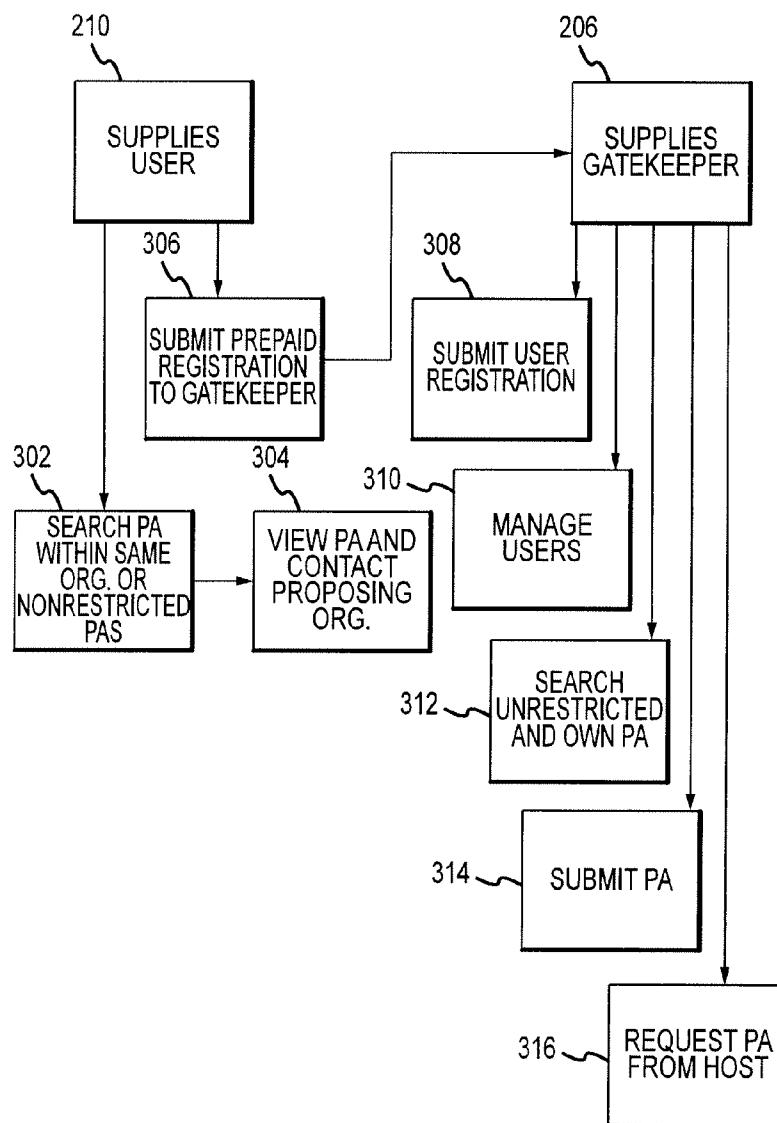 210
SUPPLIES
USER
206
SUPPLIES
GATEKEEPER
306
SUBMIT PREPAID
REGISTRATION
TO GATEKEEPER
308
SUBMIT USER
REGISTRATION
302
SEARCH PA
WITHIN SAME
ORG. OR
NONRESTRICTED
PAS
304
VIEW PA AND
CONTACT
PROPOSING
ORG.
310
MANAGE
USERS
312
SEARCH
UNRESTRICTED
AND OWN PA
314
SUBMIT PA
316
REQUEST PA
FROM HOST